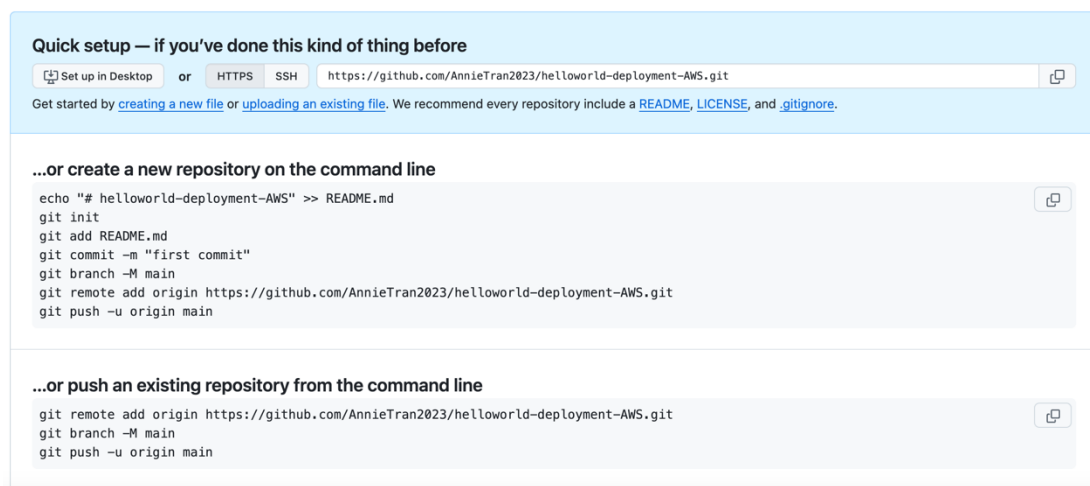 Quick setup — if you've done this kind of thing before
Set up in Desktop or HTTPS SSH https://github.com/AnnieTran2023/helloworld-deployment-AWS.git
Get started by creating a new file or uploading an existing file. We recommend every repository include a README, LICENSE, and .gitignore.
...or create a new repository on the command line
echo "# helloworld-deployment-AWS" >> README.md
git init
git add README.md
git commit -m "first commit"
git branch -M main
git remote add origin https://github.com/AnnieTran2023/helloworld-deployment-AWS.git
git push -u origin main
...or push an existing repository from the command line
git remote add origin https://github.com/AnnieTran2023/helloworld-deployment-AWS.git
git branch -M main
git push -u origin main